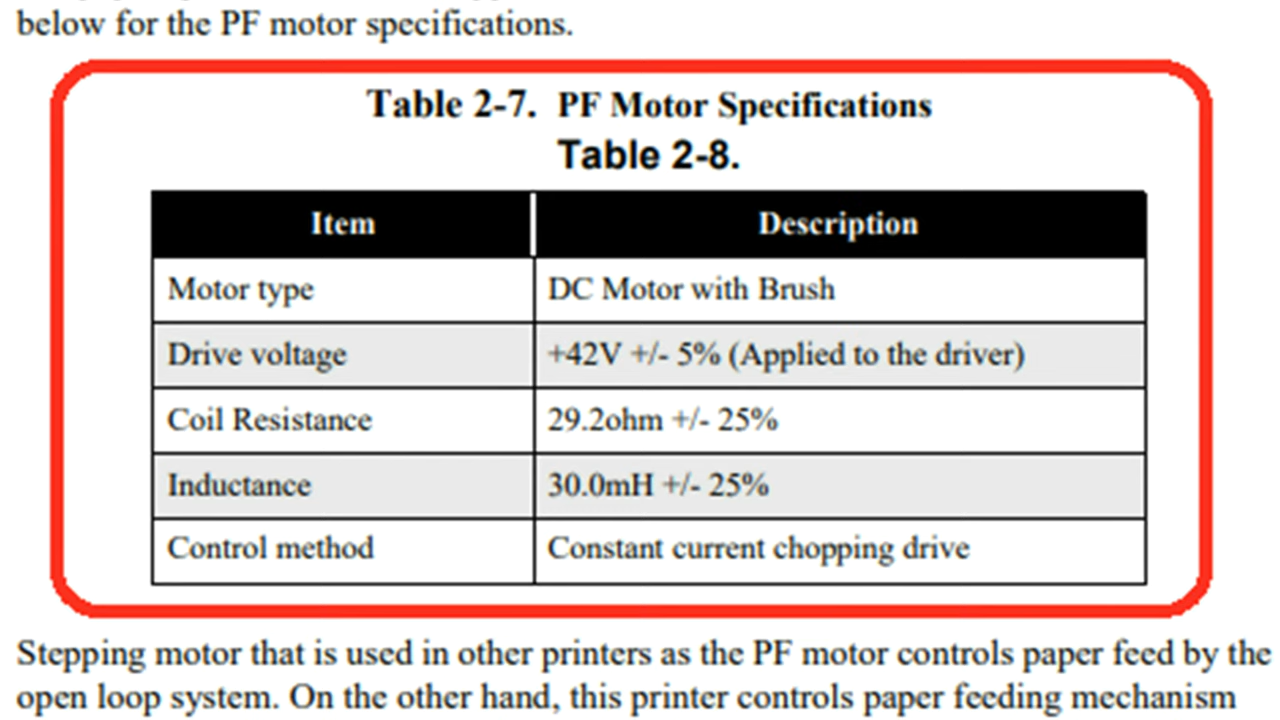 below for the PF motor specifications.
Table 2-7. PF Motor Specifications
Table 2-8.
Item Description
Motor type DC Motor with Brush
Drive voltage +42V +/- 5% (Applied to the driver)
Coil Resistance 29.2ohm +/- 25%
Inductance 30.0mH +/- 25%
Control method Constant current chopping drive
Stepping motor that is used in other printers as the PF motor controls paper feed by the
open loop system. On the other hand, this printer controls paper feeding mechanism